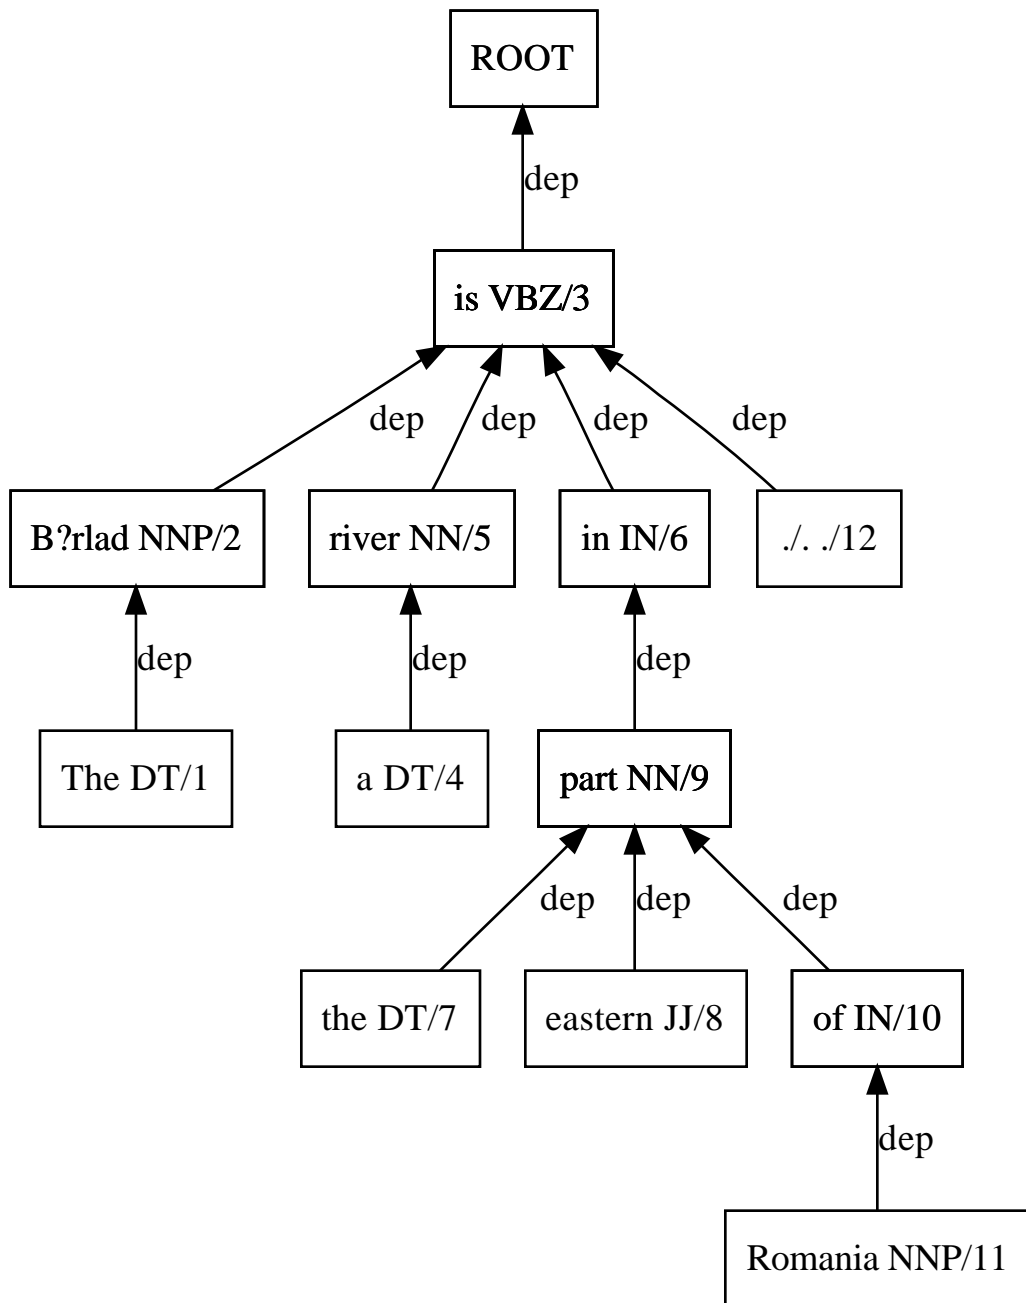 ROOT
dep
is VBZ/3
dep dep dep dep
B?rlad NNP/2 river NN/5 in IN/6 ./. ./12
dep dep dep
The DT/1 a DT/4 part NN/9
dep dep dep
the DT/7 eastern JJ/8 of IN/10
dep
Romania NNP/11